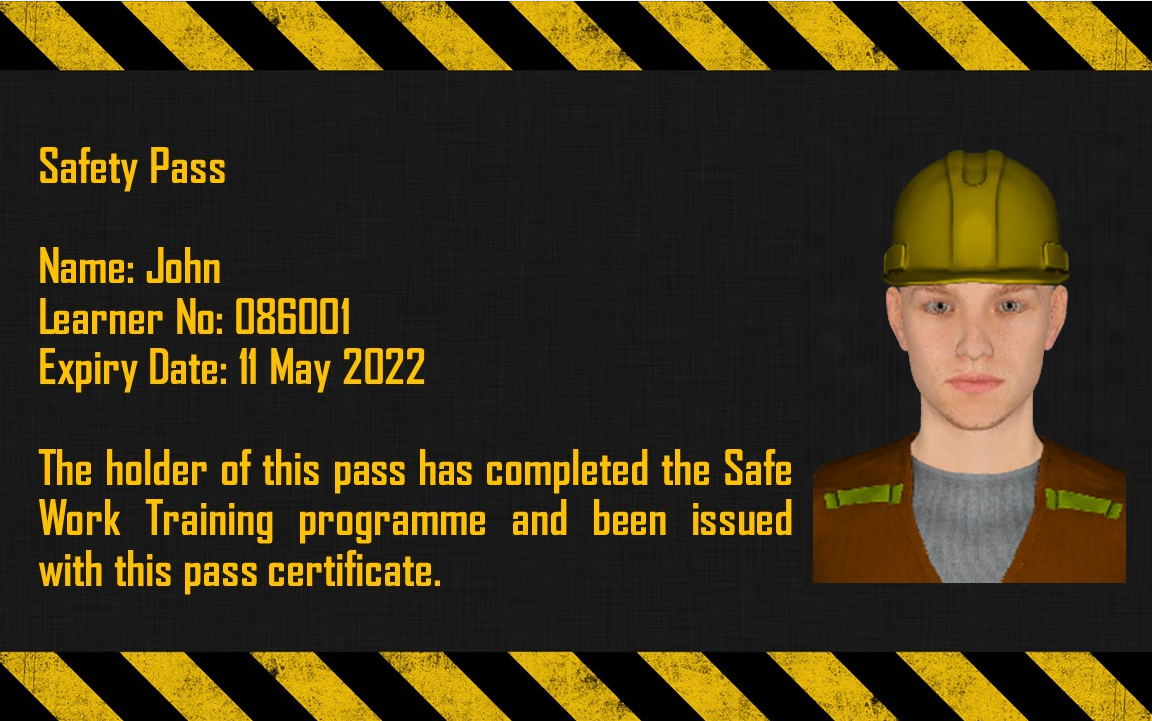 Safety Pass
Name: John
Learner No: 086001
Expiry Date: 11 May 2022
The holder of this pass has completed the Safe
Work Training programme and been issued
with this pass certificate.